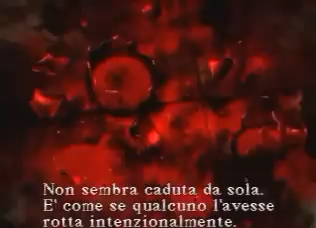 Non sembra caduta da sola.
E' come se qualcuno l'avesse
rotta intenzionalmente.